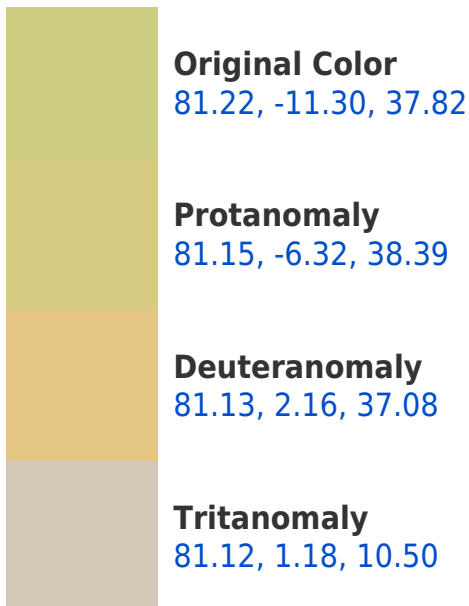 Original Color
81.22, -11.30, 37.82
Protanomaly
81.15, -6.32, 38.39
Deuteranomaly
81.13, 2.16, 37.08
Tritanomaly
81.12, 1.18, 10.50